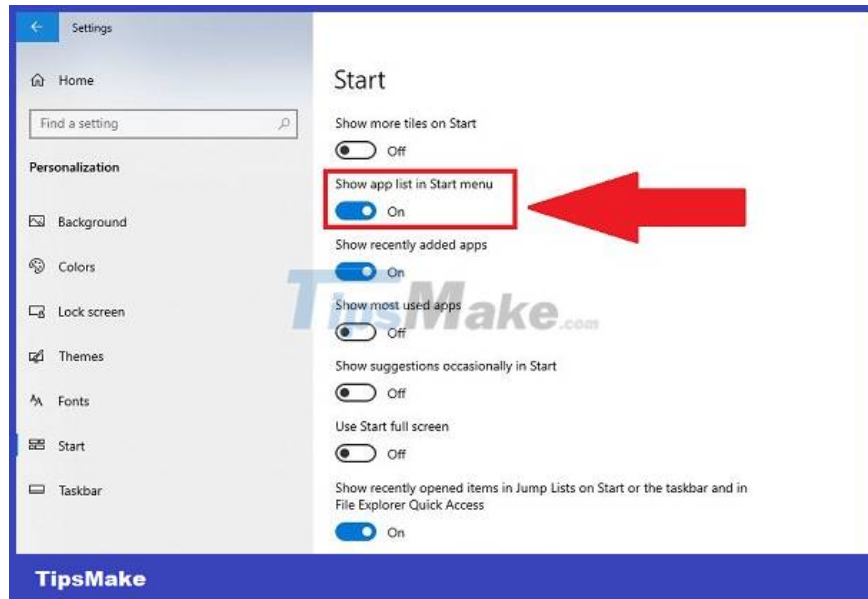 Settings
Home
Find a setting
Personalization
Background
Colors
Lock screen
Themes
Fonts
Start
Taskbar
Start
Show more tiles on Start
Off
Show app list in Start menu
On
Show recently added apps
On
Show most used apps
Off
Show suggestions occasionally in Start
Off
Use Start full screen
Off
Show recently opened items in Jump Lists on Start or the taskbar and in
File Explorer Quick Access
On
TipsMake.com
TipsMake